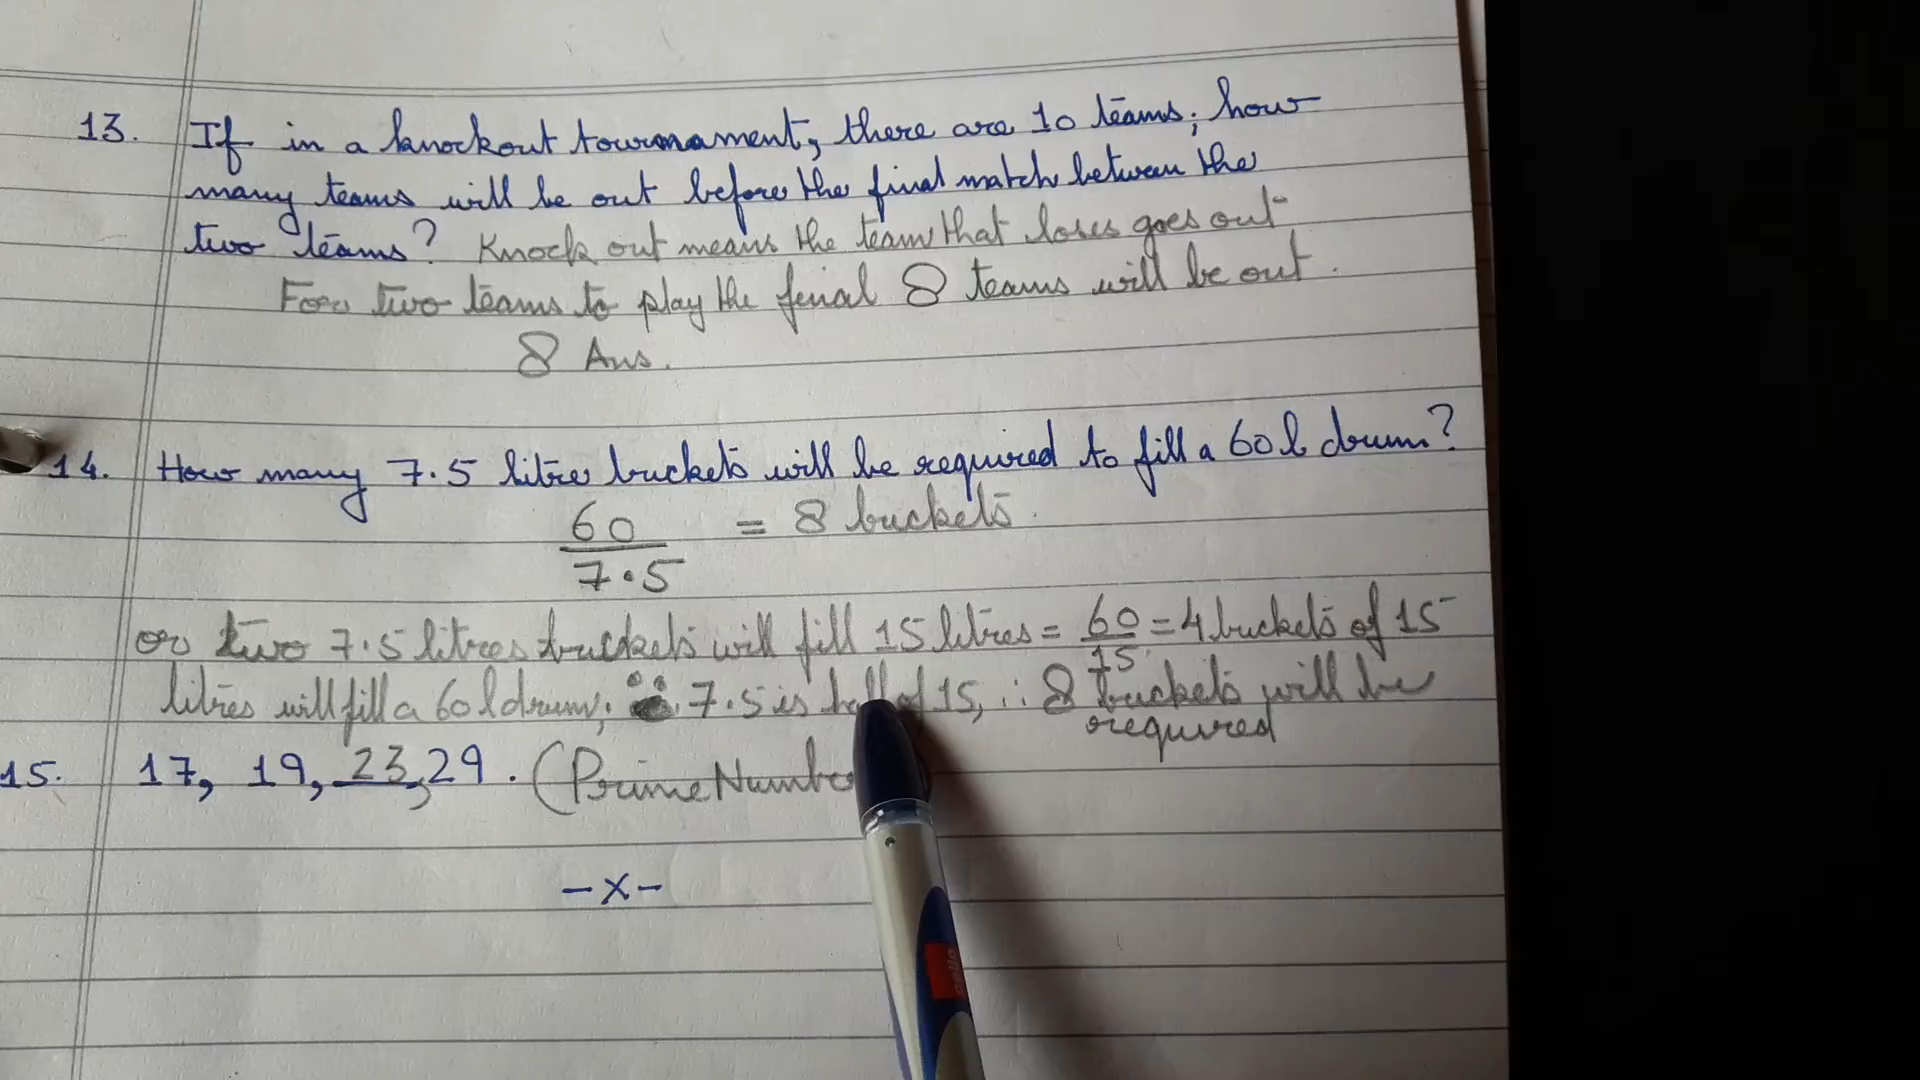 13. If in a knockout tournament, there are 10 teams; how
many teams will be out before the final match between the
two teams? Knock out means the team that loses goes out
For two teams to play the final 8 teams will be out.
8 Ans.
14. How many 7.5 litre buckets will be required to fill a 60 l drum?
60
= 8 buckets.
7.5
or two 7.5 litres buckets will fill 15 litres = 60/15 = 4 buckets of 15
litres will fill a 60 l drum, 7.5 is half of 15, ∴ 8 buckets will be
required
15. 17, 19, 23, 29. (Prime Number
-x-
cello